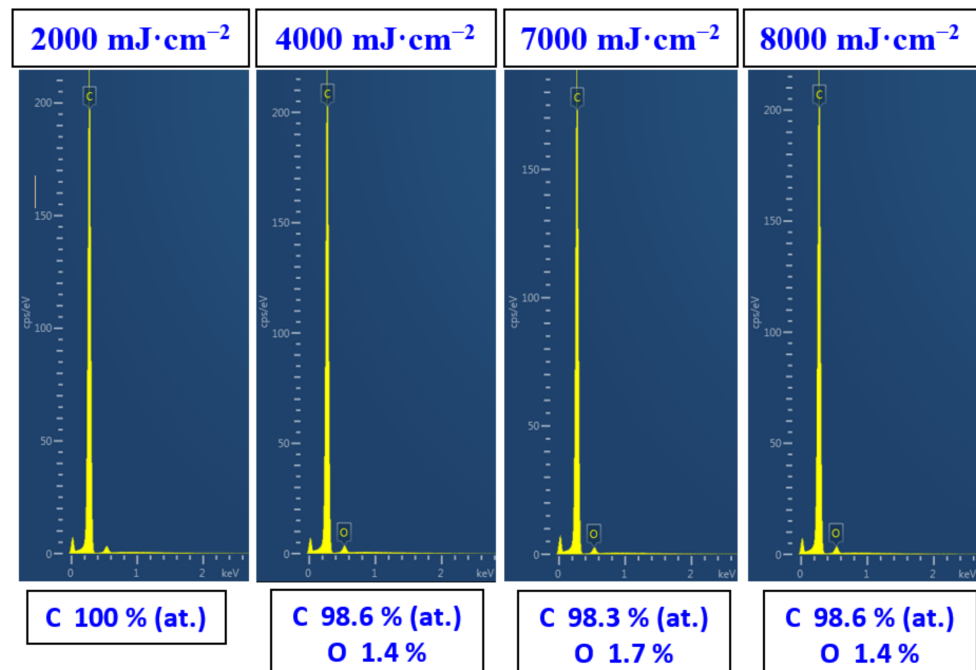 2000 mJ·cm⁻²
4000 mJ·cm⁻²
7000 mJ·cm⁻²
8000 mJ·cm⁻²
C
200
150
100
50
0
cps/eV
0
1
2
keV
C
O
200
150
100
50
0
cps/eV
0
1
2
keV
C
O
150
100
50
0
cps/eV
0
1
2
keV
C
O
200
150
100
50
0
cps/eV
0
1
2
keV
C 100 % (at.)
C 98.6 % (at.)
O 1.4 %
C 98.3 % (at.)
O 1.7 %
C 98.6 % (at.)
O 1.4 %